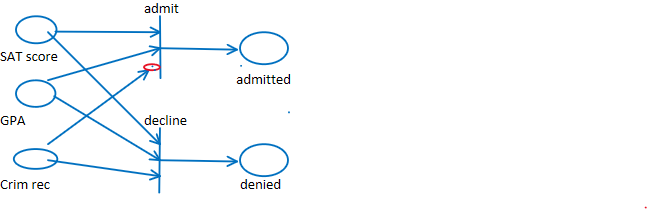 admit
SAT score
admitted
GPA
decline
Crim rec
denied